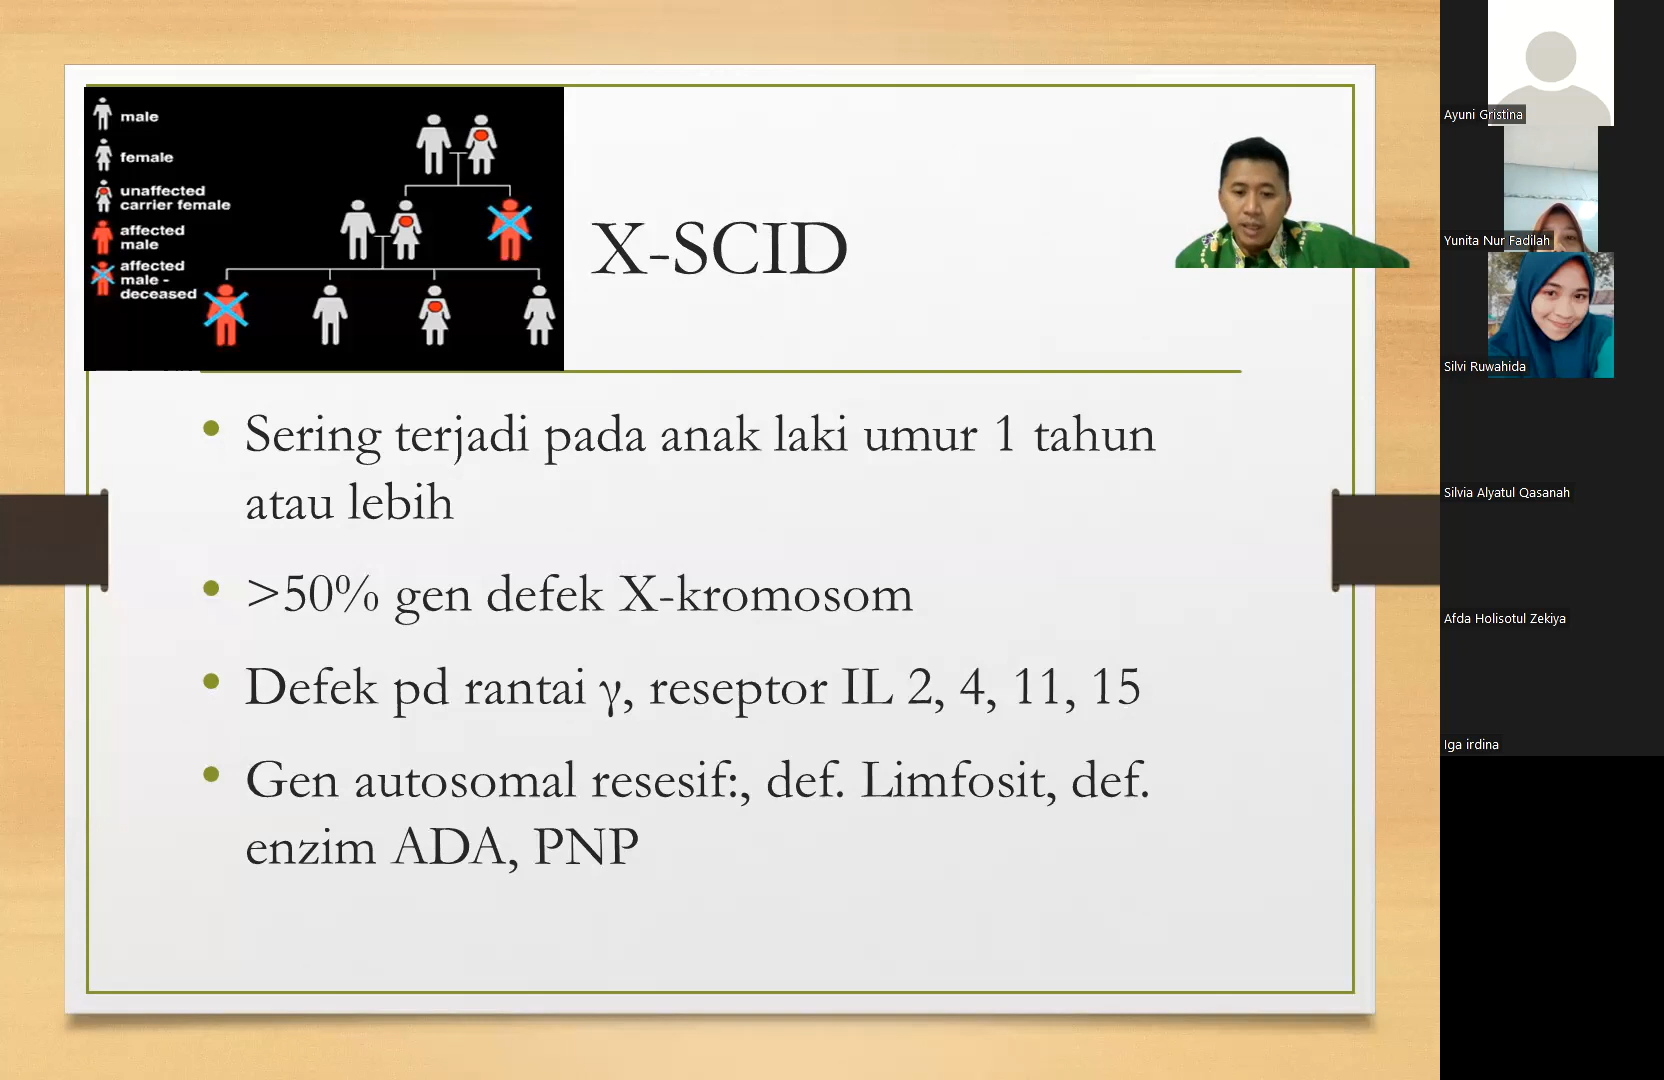 male
female
unaffected
carrier female
affected
male
affected
male -
deceased
X-SCID
• Sering terjadi pada anak laki umur 1 tahun
atau lebih
• >50% gen defek X-kromosom
• Defek pd rantai γ, reseptor IL 2, 4, 11, 15
• Gen autosomal resesif:, def. Limfosit, def.
enzim ADA, PNP
Ayuni Gristina
Yunita Nur Fadilah
Silvi Ruwahida
Silvia Alyatul Qasanah
Afda Holisotul Zekiya
Iga irdina